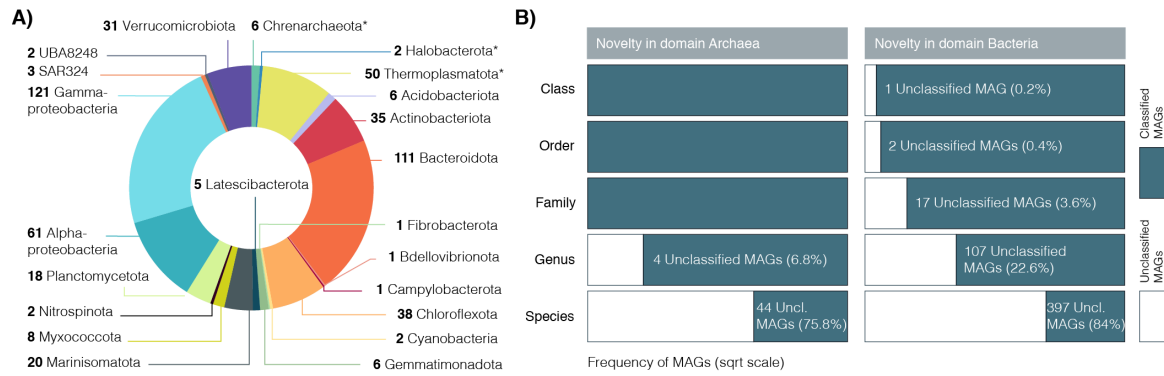 A)
31 Verrucomicrobiota
6 Chrenarchaeota*
2 UBA8248
3 SAR324
121 Gamma-
proteobacteria
2 Halobacterota*
50 Thermoplasmatota*
6 Acidobacteriota
35 Actinobacteriota
111 Bacteroidota
5 Latescibacterota
1 Fibrobacterota
61 Alpha-
proteobacteria
18 Planctomycetota
1 Bdellovibrionota
1 Campylobacterota
2 Nitrospinota
38 Chloroflexota
8 Myxococcota
2 Cyanobacteria
20 Marinisomatota
6 Gemmatimonadota
B)
Novelty in domain Archaea
Novelty in domain Bacteria
Class
1 Unclassified MAG (0.2%)
Order
2 Unclassified MAGs (0.4%)
Family
17 Unclassified MAGs (3.6%)
Genus
4 Unclassified MAGs (6.8%)
107 Unclassified
MAGs (22.6%)
Species
44 Uncl.
MAGs (75.8%)
397 Uncl.
MAGs (84%)
Frequency of MAGs (sqrt scale)
Classified
MAGs
Unclassified
MAGs